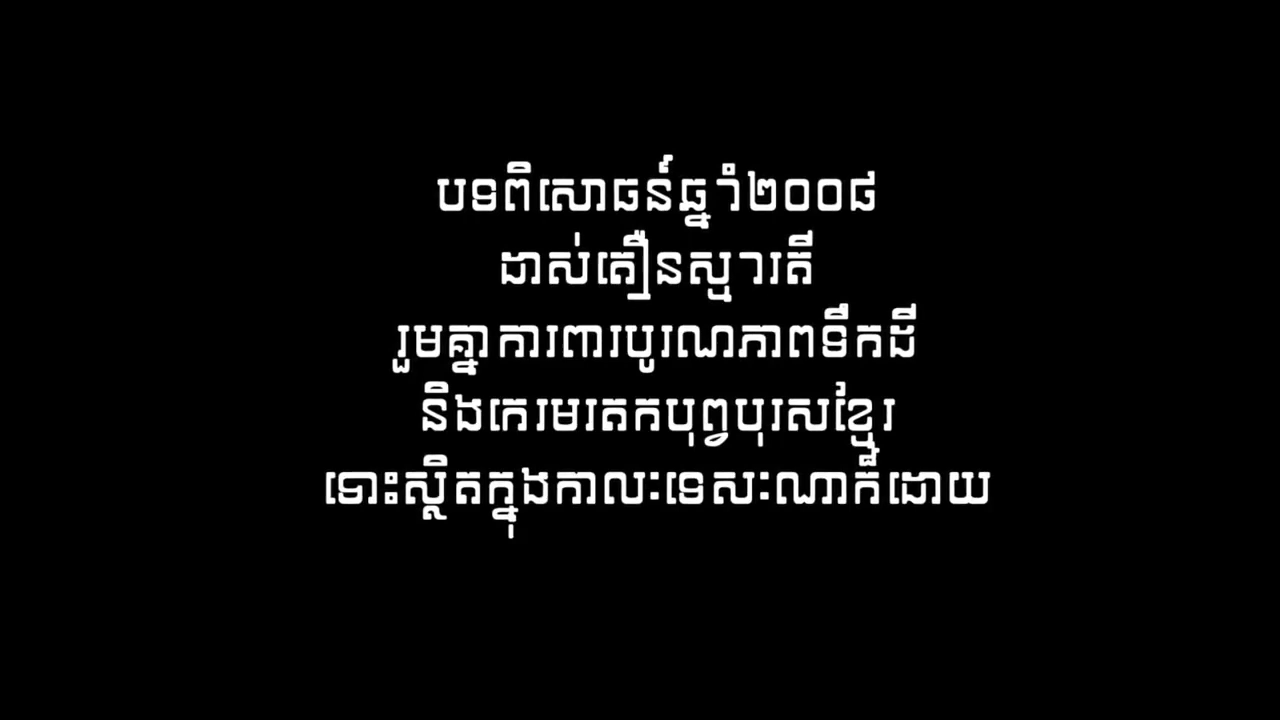 បទពិសោធន៍ឆ្នាំ២០០៨
ដាស់តឿនស្មារតី
រួមគ្នាការពារបូរណភាពទឹកដី
និងកេរមរតកបុព្វបុរសខ្មែរ
ទោះស្ថិតក្នុងកាលៈទេសៈណាក៏ដោយ